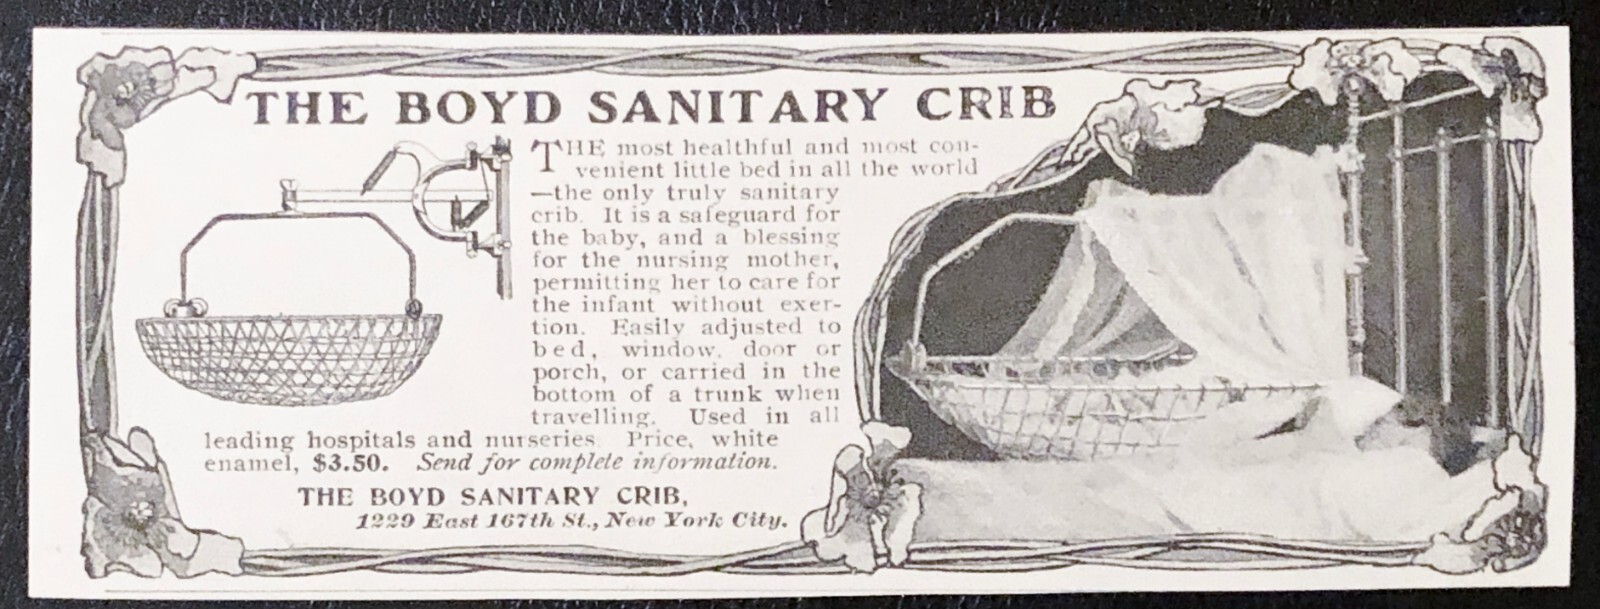 THE BOYD SANITARY CRIB
THE most healthful and most con-
venient little bed in all the world
—the only truly sanitary
crib. It is a safeguard for
the baby, and a blessing
for the nursing mother,
permitting her to care for
the infant without exer-
tion. Easily adjusted to
bed, window, door or
porch, or carried in the
bottom of a trunk when
travelling. Used in all
leading hospitals and nurseries. Price, white
enamel, $3.50. Send for complete information.
THE BOYD SANITARY CRIB,
1229 East 167th St., New York City.